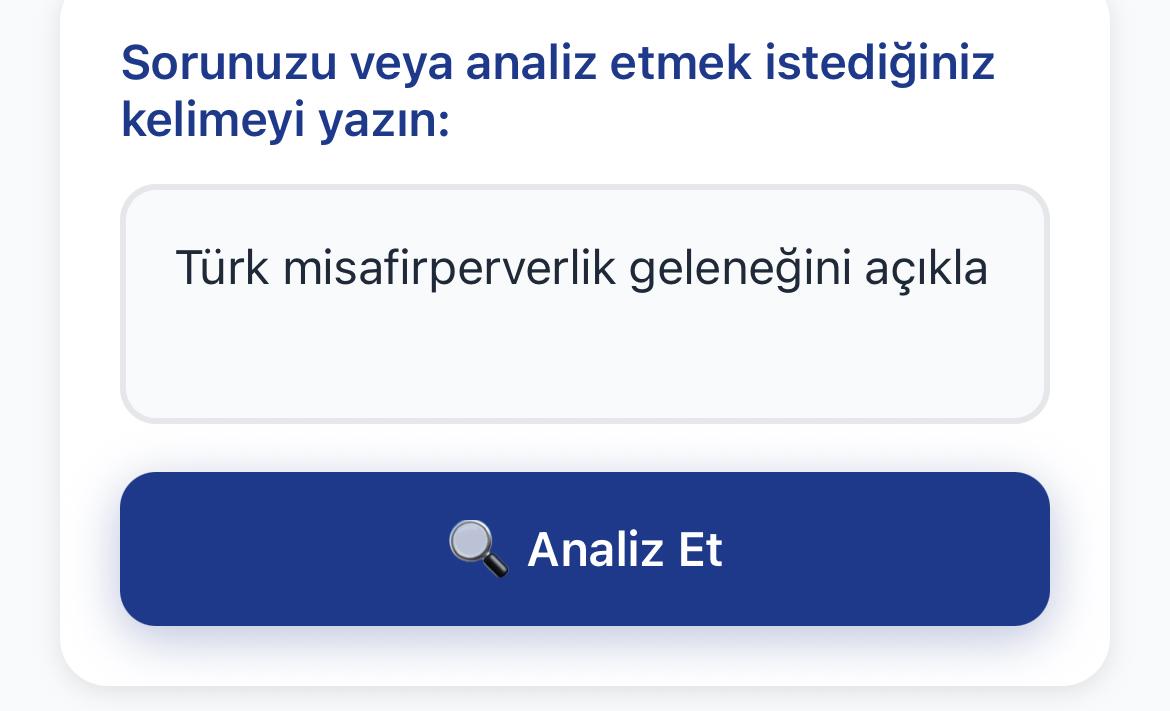 Sorunuzu veya analiz etmek istediğiniz
kelimeyi yazın:
Türk misafirperverlik geleneğini açıkla
🔍 Analiz Et